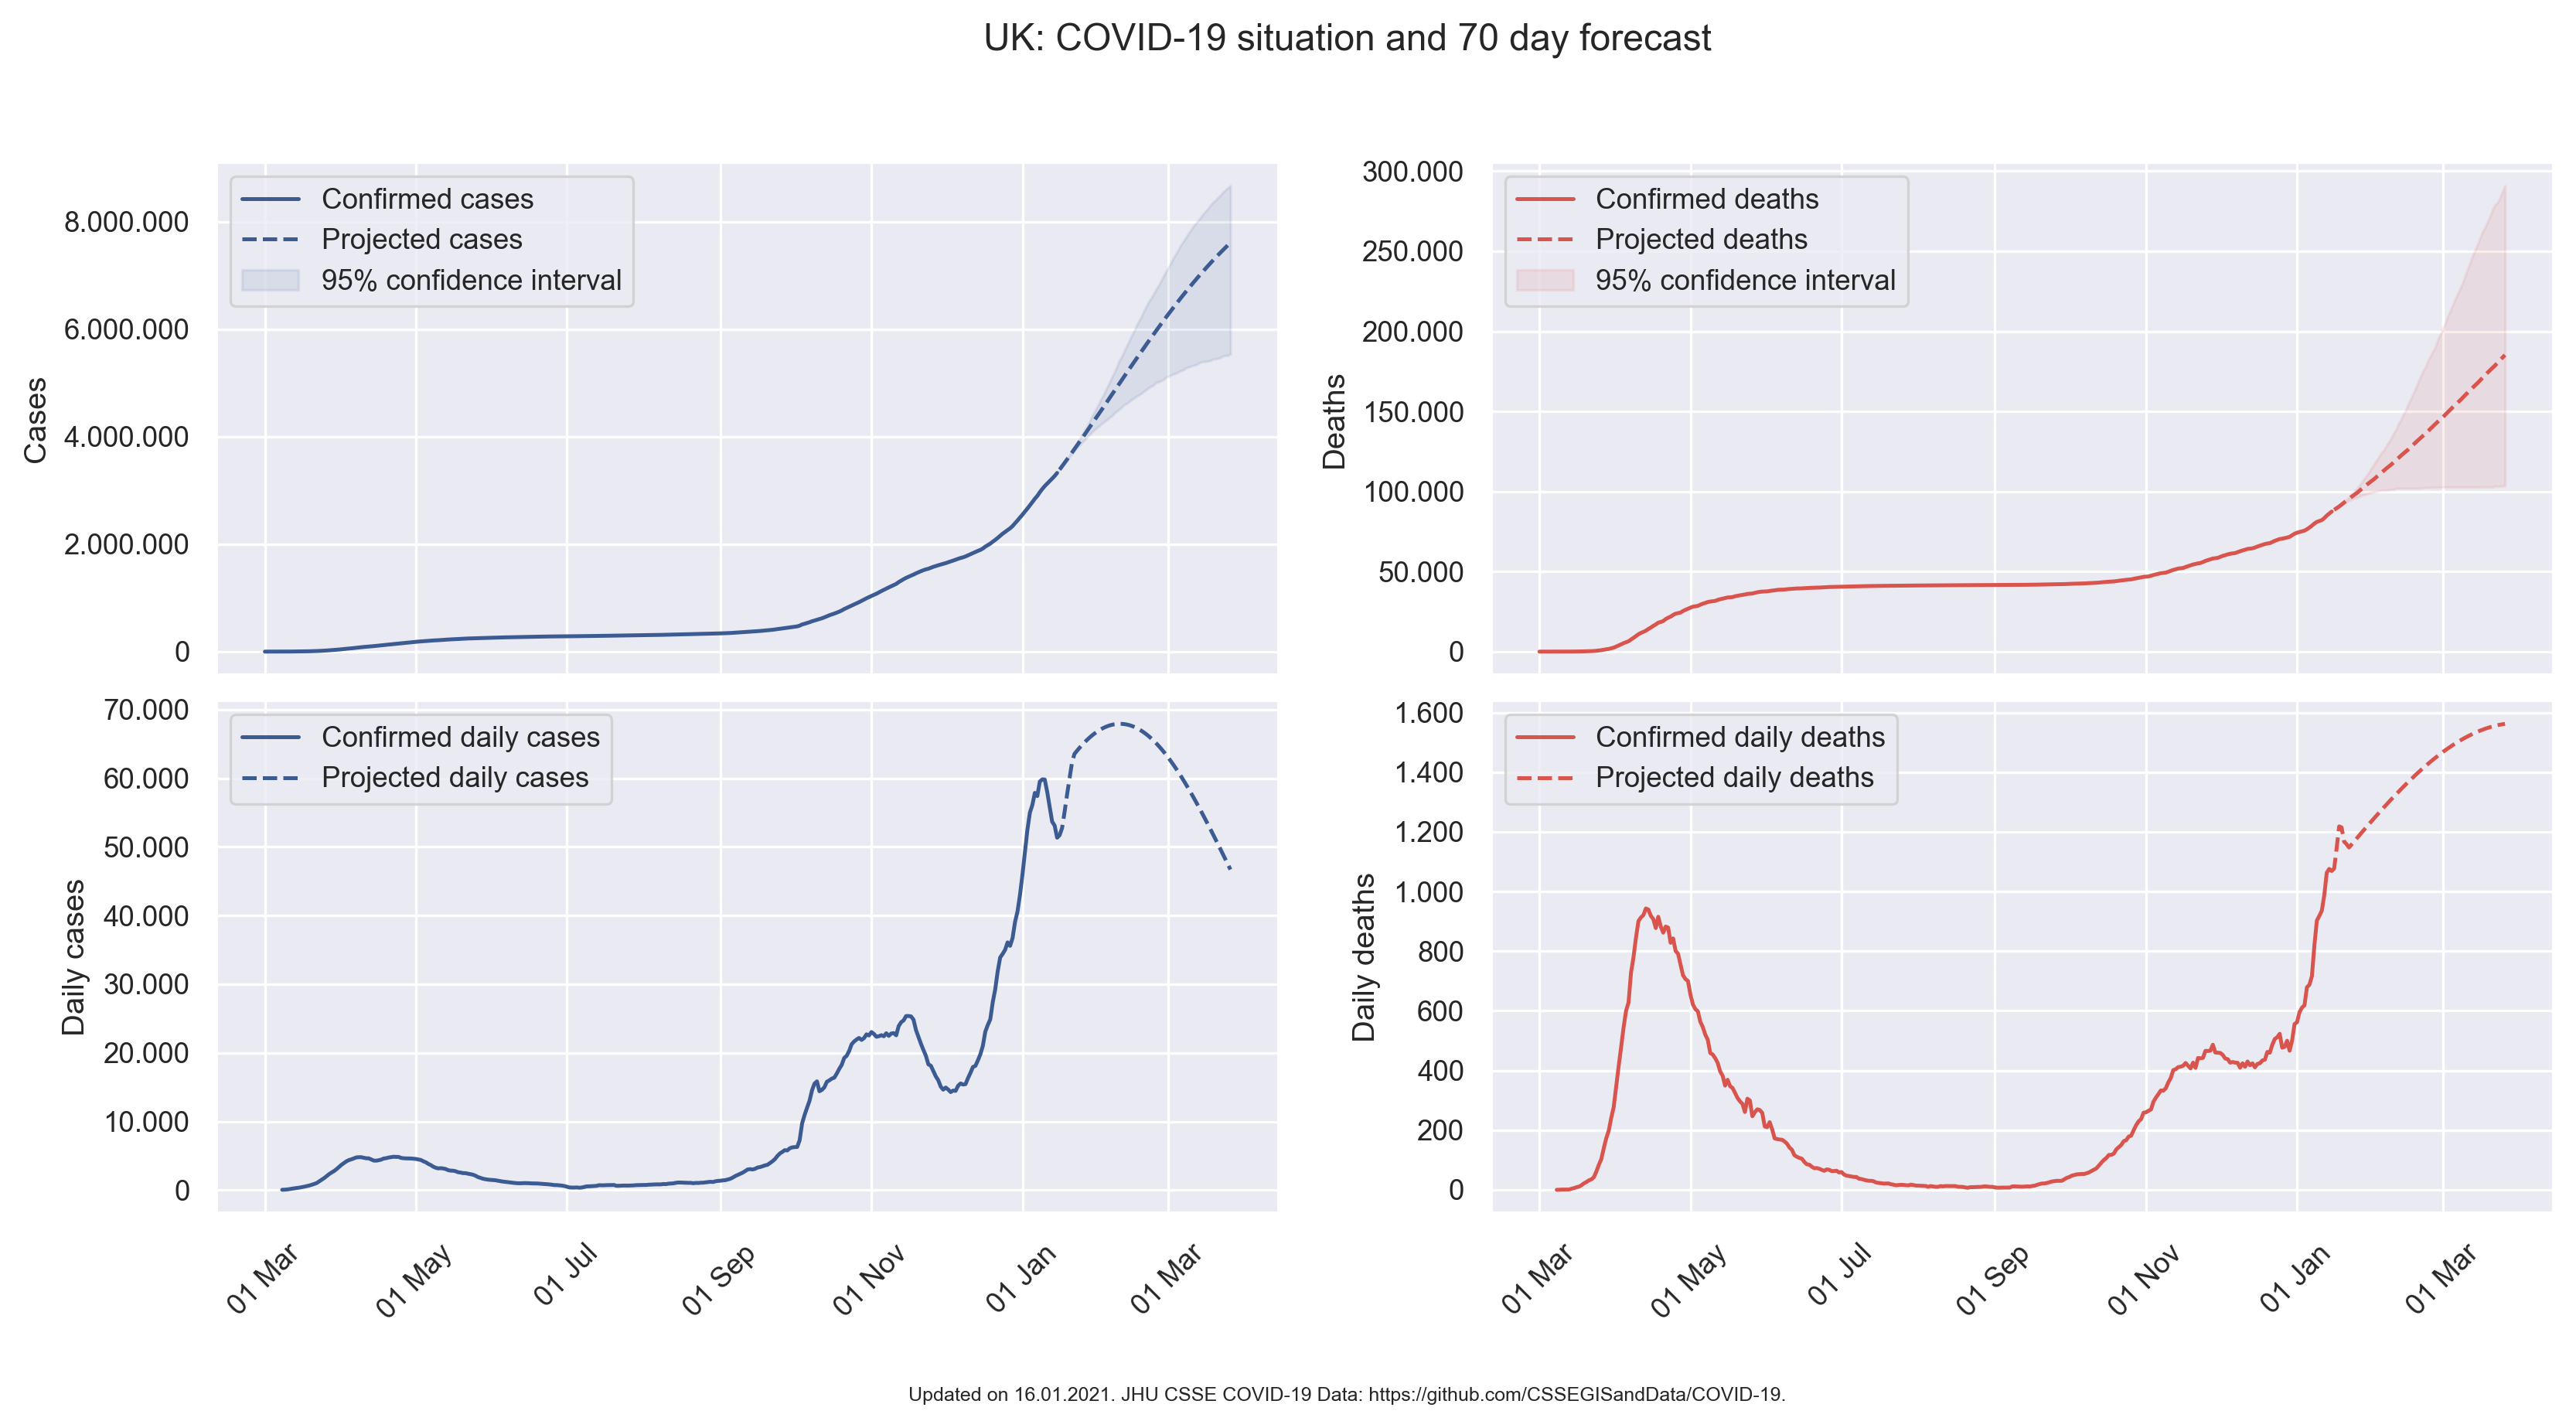 UK: COVID-19 situation and 70 day forecast
Confirmed cases
Projected cases
95% confidence interval
Cases
8.000.000
6.000.000
4.000.000
2.000.000
0
Confirmed deaths
Projected deaths
95% confidence interval
Deaths
300.000
250.000
200.000
150.000
100.000
50.000
0
Confirmed daily cases
Projected daily cases
Daily cases
70.000
60.000
50.000
40.000
30.000
20.000
10.000
0
01 Mar
01 May
01 Jul
01 Sep
01 Nov
01 Jan
01 Mar
Confirmed daily deaths
Projected daily deaths
Daily deaths
1.600
1.400
1.200
1.000
800
600
400
200
0
01 Mar
01 May
01 Jul
01 Sep
01 Nov
01 Jan
01 Mar
Updated on 16.01.2021. JHU CSSE COVID-19 Data: https://github.com/CSSEGISandData/COVID-19.